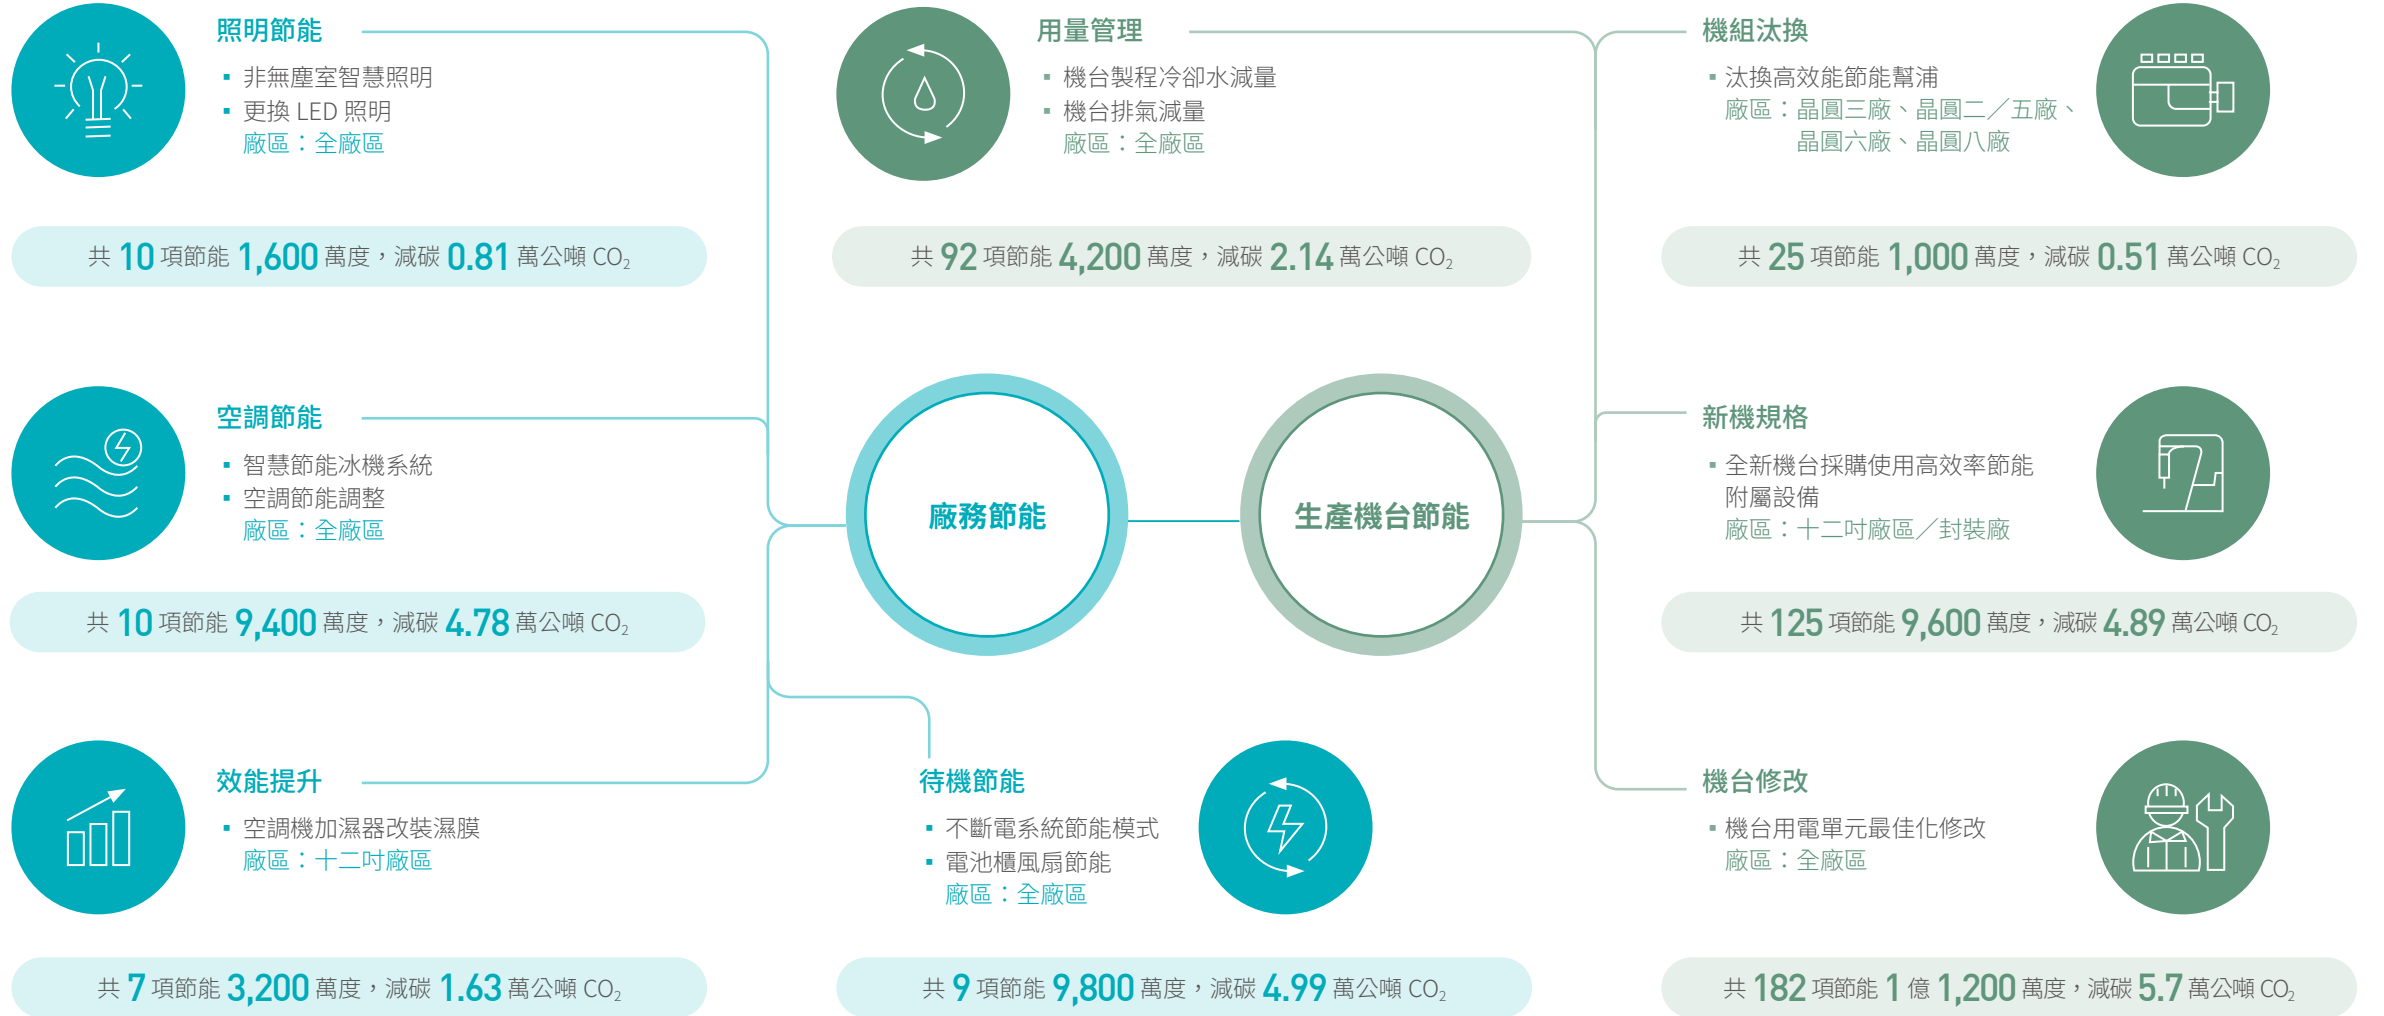 照明節能
▪ 非無塵室智慧照明
▪ 更換 LED 照明
廠區：全廠區
共 10 項節能 1,600 萬度，減碳 0.81 萬公噸 CO₂
用量管理
▪ 機台製程冷卻水減量
▪ 機台排氣減量
廠區：全廠區
共 92 項節能 4,200 萬度，減碳 2.14 萬公噸 CO₂
機組汰換
▪ 汰換高效能節能幫浦
廠區：晶圓三廠、晶圓二／五廠、
晶圓六廠、晶圓八廠
共 25 項節能 1,000 萬度，減碳 0.51 萬公噸 CO₂
空調節能
▪ 智慧節能冰機系統
▪ 空調節能調整
廠區：全廠區
共 10 項節能 9,400 萬度，減碳 4.78 萬公噸 CO₂
廠務節能
生產機台節能
新機規格
▪ 全新機台採購使用高效率節能
附屬設備
廠區：十二吋廠區／封裝廠
共 125 項節能 9,600 萬度，減碳 4.89 萬公噸 CO₂
效能提升
▪ 空調機加濕器改裝濕膜
廠區：十二吋廠區
共 7 項節能 3,200 萬度，減碳 1.63 萬公噸 CO₂
待機節能
▪ 不斷電系統節能模式
▪ 電池櫃風扇節能
廠區：全廠區
共 9 項節能 9,800 萬度，減碳 4.99 萬公噸 CO₂
機台修改
▪ 機台用電單元最佳化修改
廠區：全廠區
共 182 項節能 1 億 1,200 萬度，減碳 5.7 萬公噸 CO₂